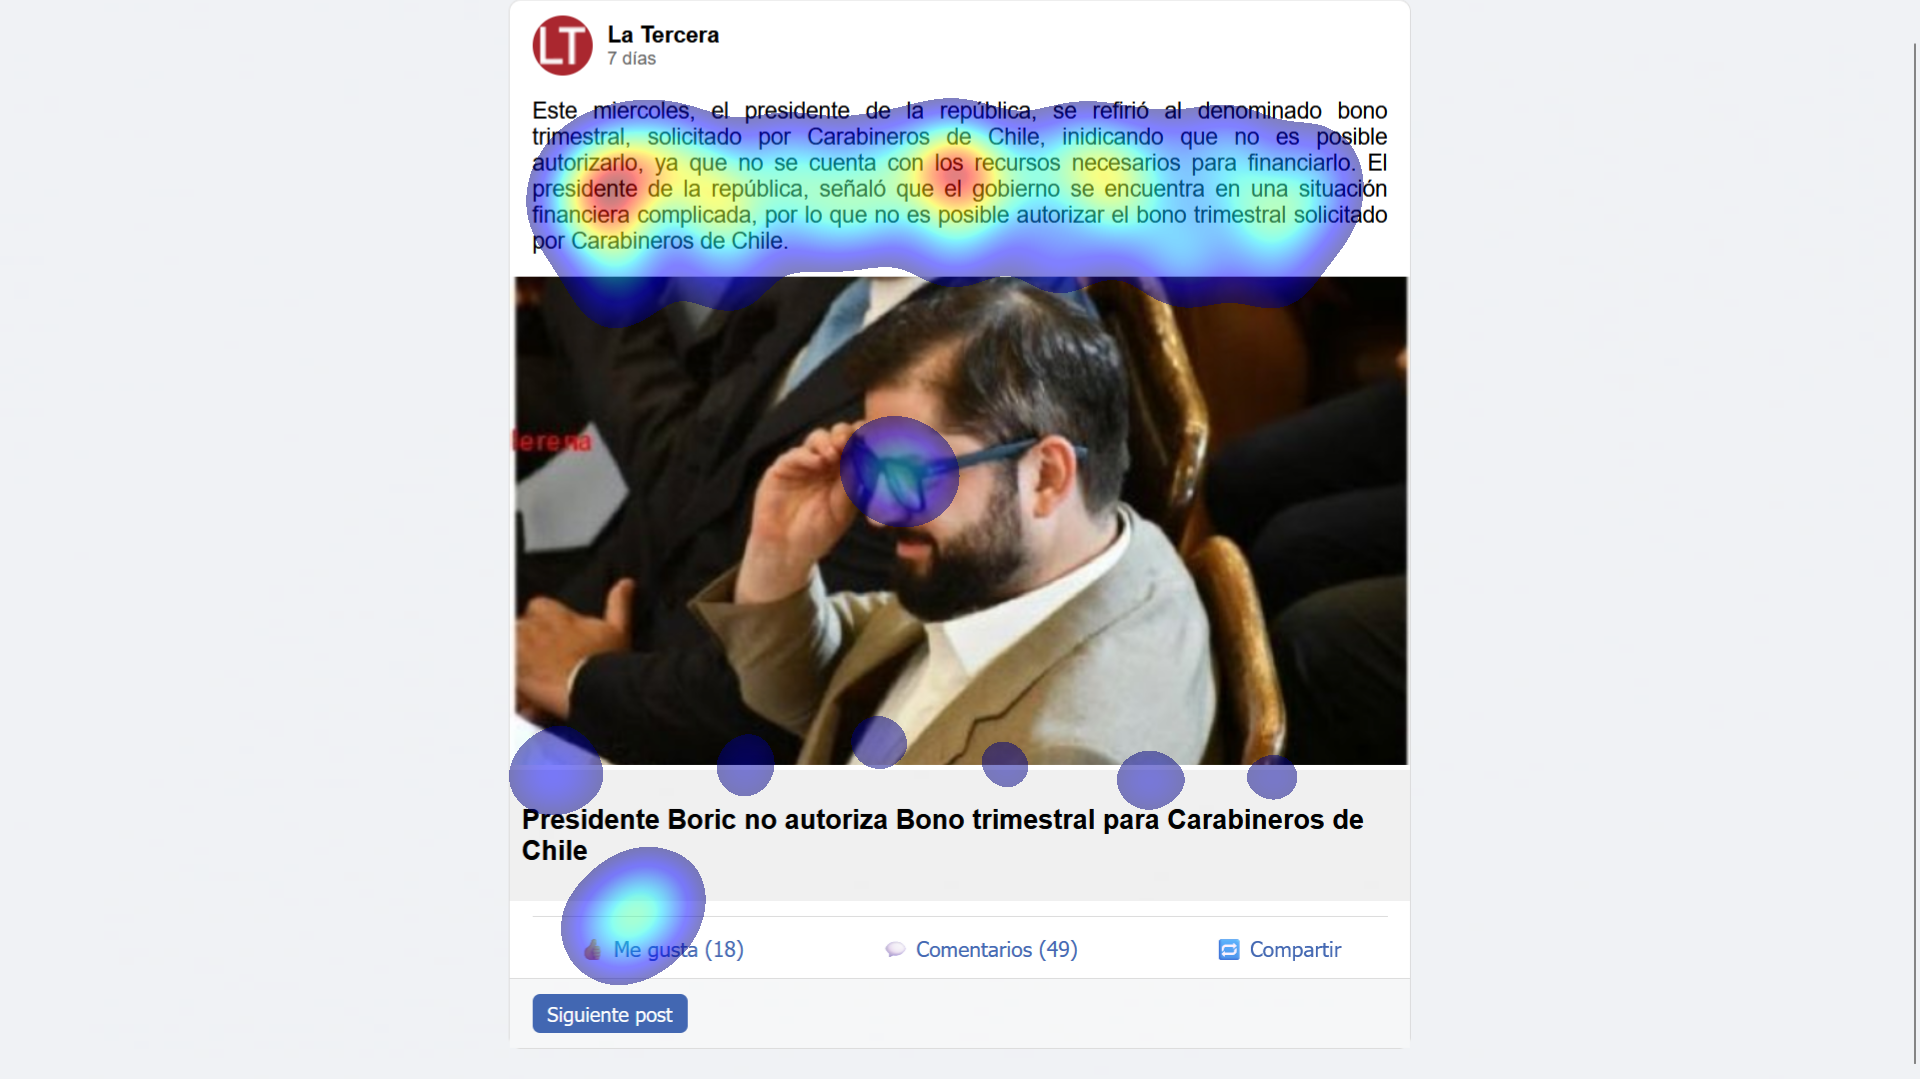 LT
La Tercera
7 días
Este miercoles, el presidente de la república, se refirió al denominado bono
trimestral, solicitado por Carabineros de Chile, inidicando que no es posible
autorizarlo, ya que no se cuenta con los recursos necesarios para financiarlo. El
presidente de la república, señaló que el gobierno se encuentra en una situación
financiera complicada, por lo que no es posible autorizar el bono trimestral solicitado
por Carabineros de Chile.
Presidente Boric no autoriza Bono trimestral para Carabineros de
Chile
Me gusta (18)
Comentarios (49)
Compartir
Siguiente post